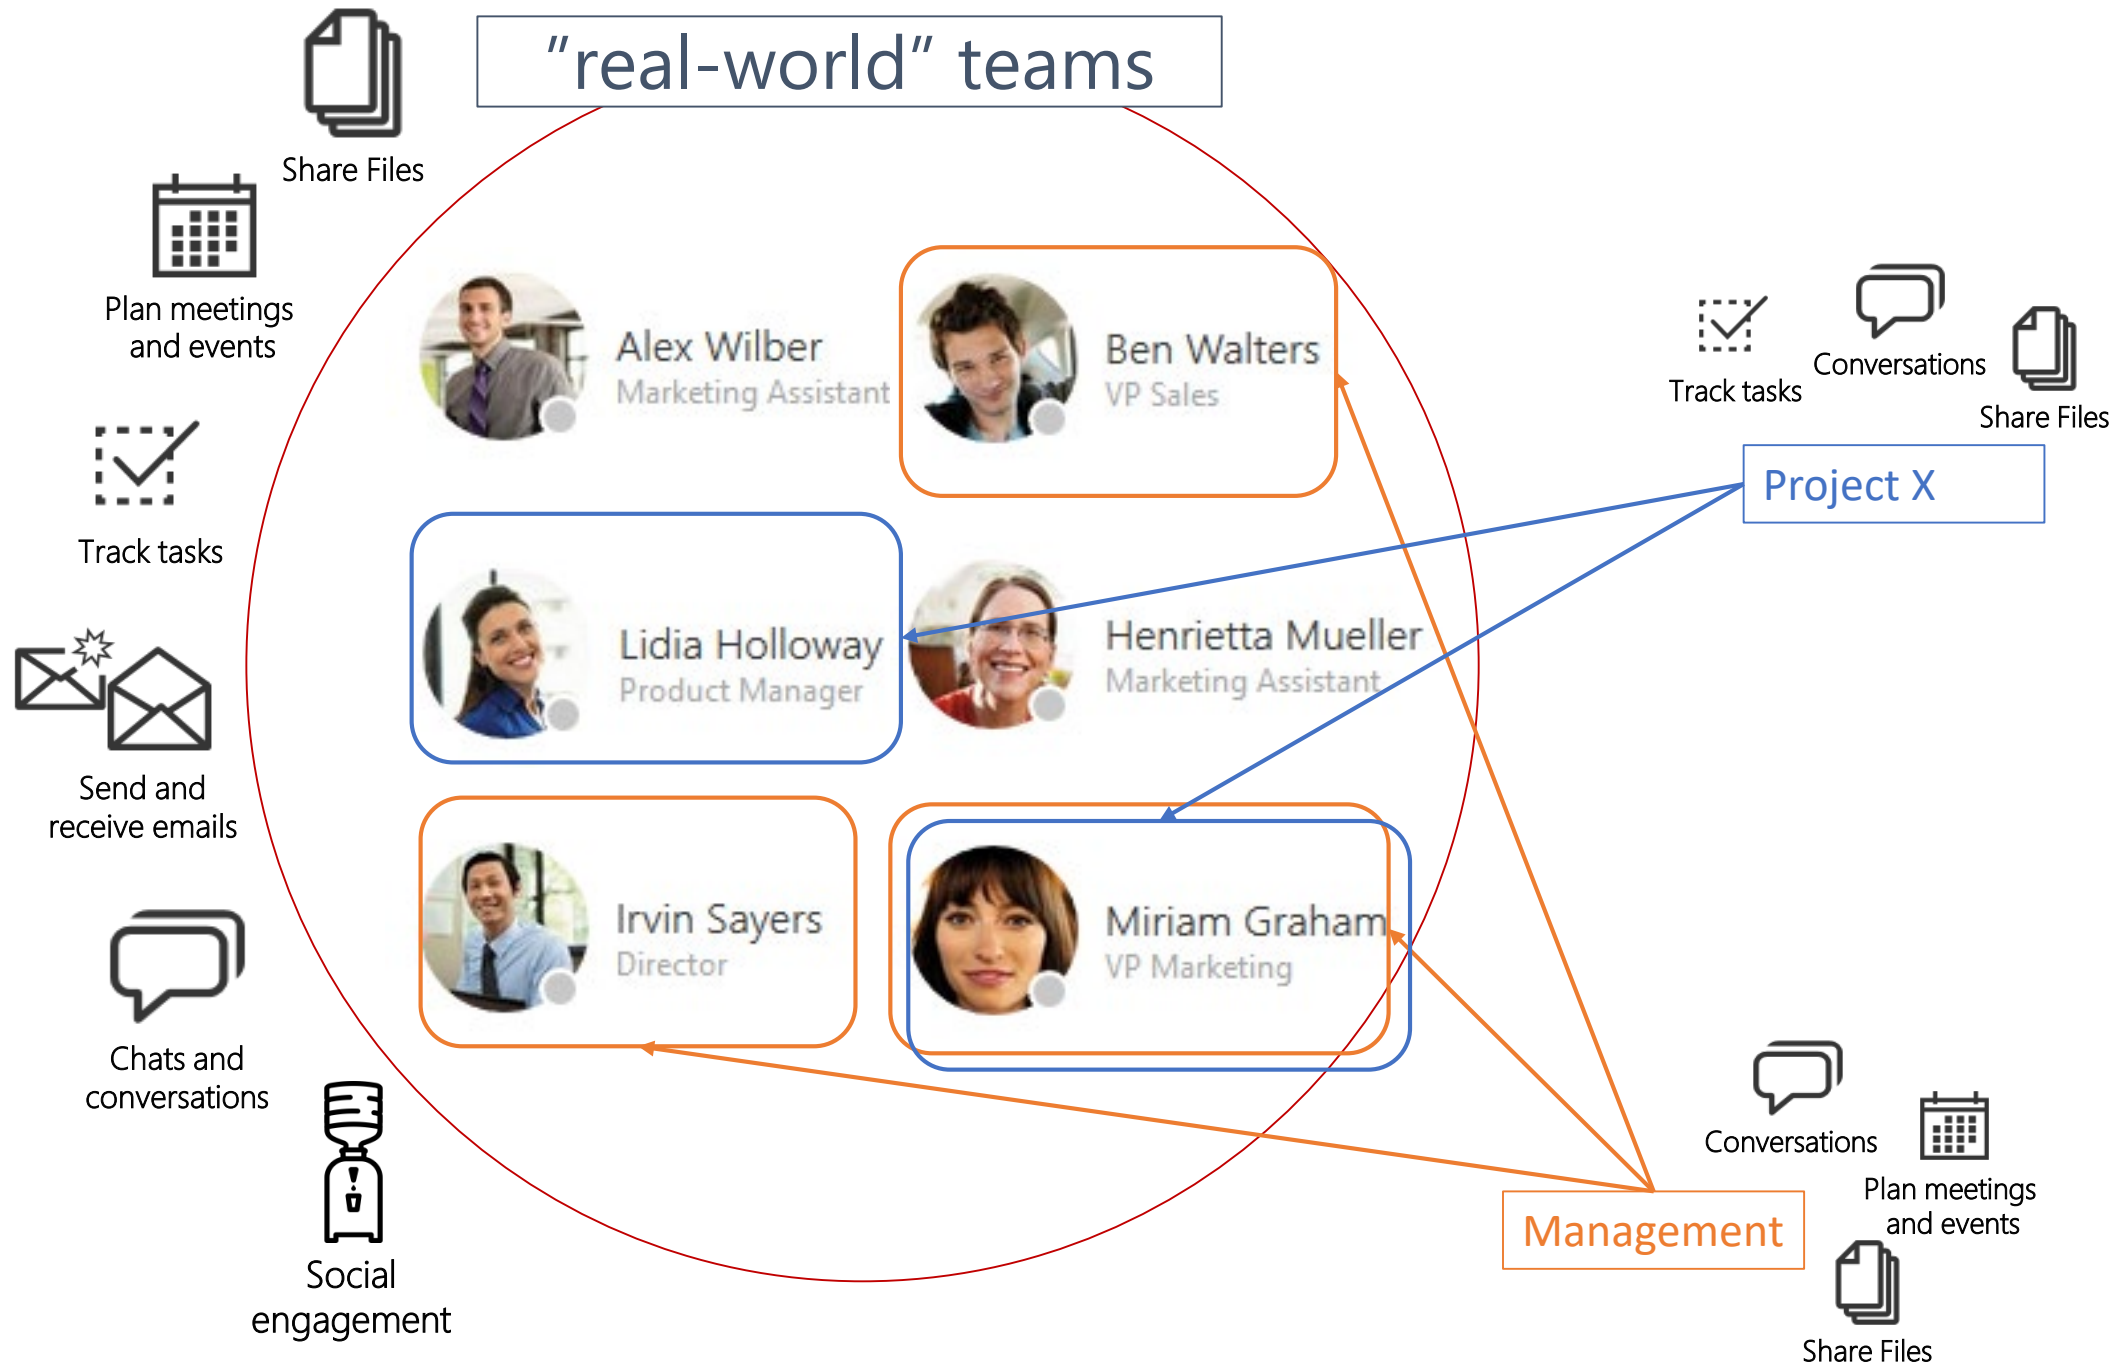 "real-world" teams
Share Files
Plan meetings
and events
Track tasks
Send and
receive emails
Chats and
conversations
Social
engagement
Alex Wilber
Marketing Assistant
Ben Walters
VP Sales
Lidia Holloway
Product Manager
Henrietta Mueller
Marketing Assistant
Irvin Sayers
Director
Miriam Graham
VP Marketing
Track tasks
Conversations
Share Files
Project X
Conversations
Plan meetings
and events
Management
Share Files